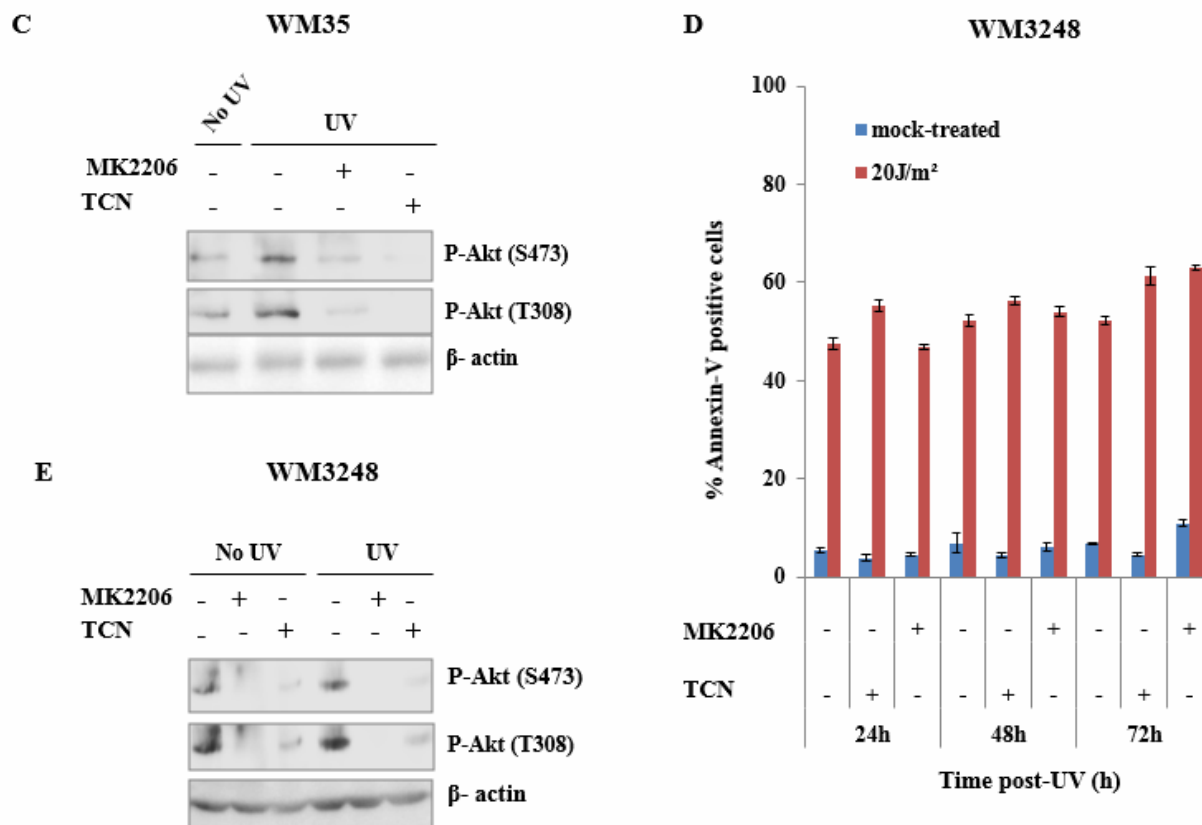 C
WM35
No UV
UV
MK2206 - - + -
TCN - - - +
P-Akt (S473)
P-Akt (T308)
β- actin
E
WM3248
No UV UV
MK2206 - + - - + -
TCN - - + - - +
P-Akt (S473)
P-Akt (T308)
β- actin
D
WM3248
100
80
60
40
20
0
% Annexin-V positive cells
mock-treated
20J/m²
MK2206 - - + - - + - - +
TCN - + - - + - - + -
24h 48h 72h
Time post-UV (h)